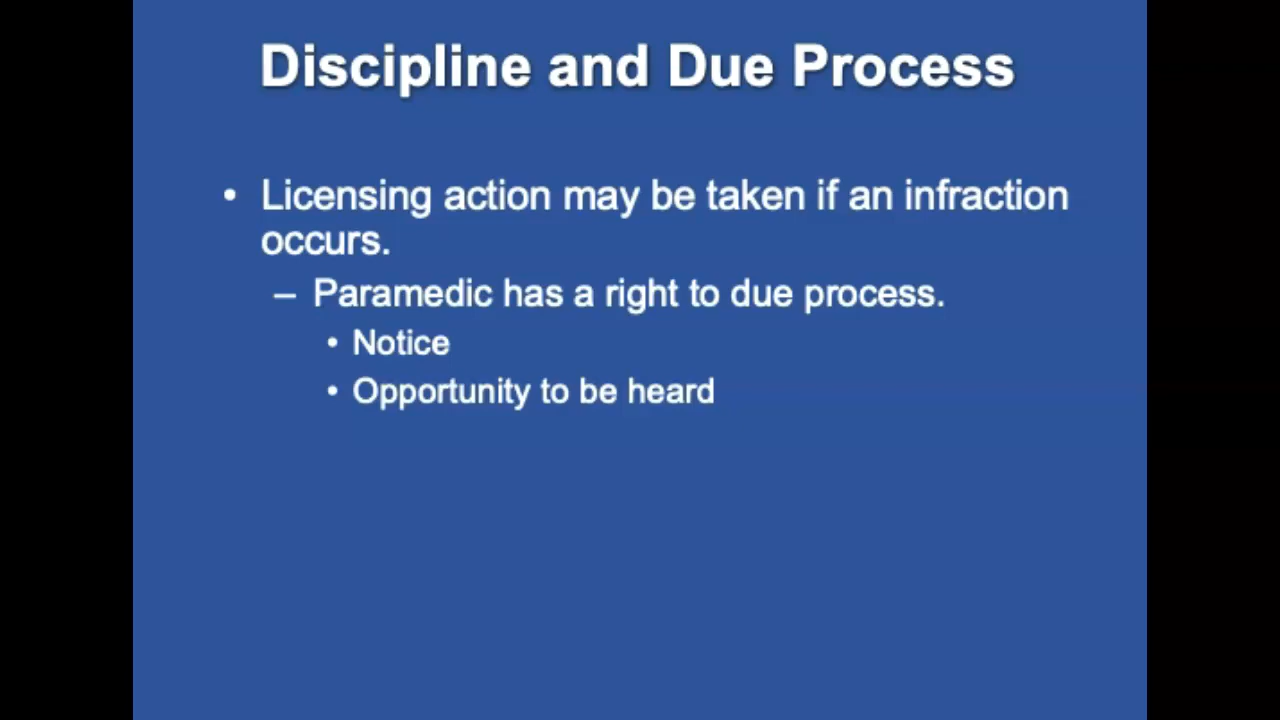 Discipline and Due Process
• Licensing action may be taken if an infraction
occurs.
– Paramedic has a right to due process.
• Notice
• Opportunity to be heard